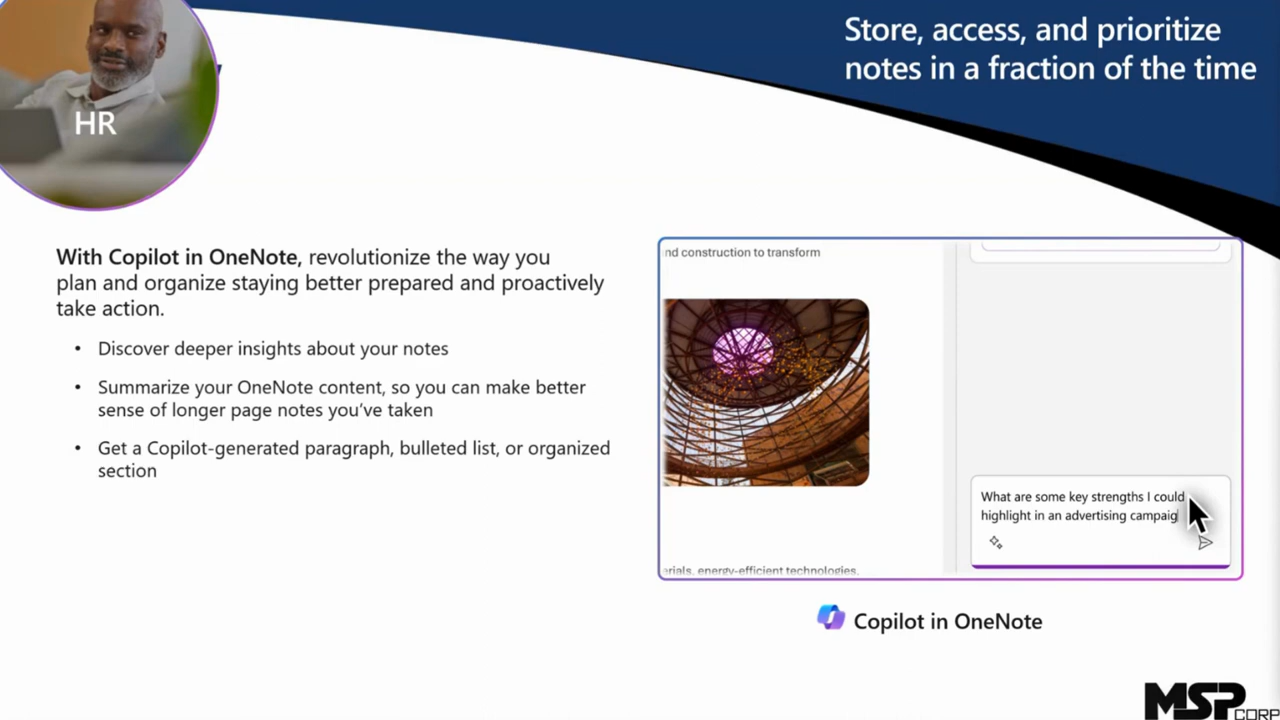 Store, access, and prioritize
notes in a fraction of the time
HR
With Copilot in OneNote, revolutionize the way you
plan and organize staying better prepared and proactively
take action.
• Discover deeper insights about your notes
• Summarize your OneNote content, so you can make better
sense of longer page notes you've taken
• Get a Copilot-generated paragraph, bulleted list, or organized
section
nd construction to transform
What are some key strengths I could
highlight in an advertising campaig
erials, energy-efficient technologies,
Copilot in OneNote
MSP
CORP